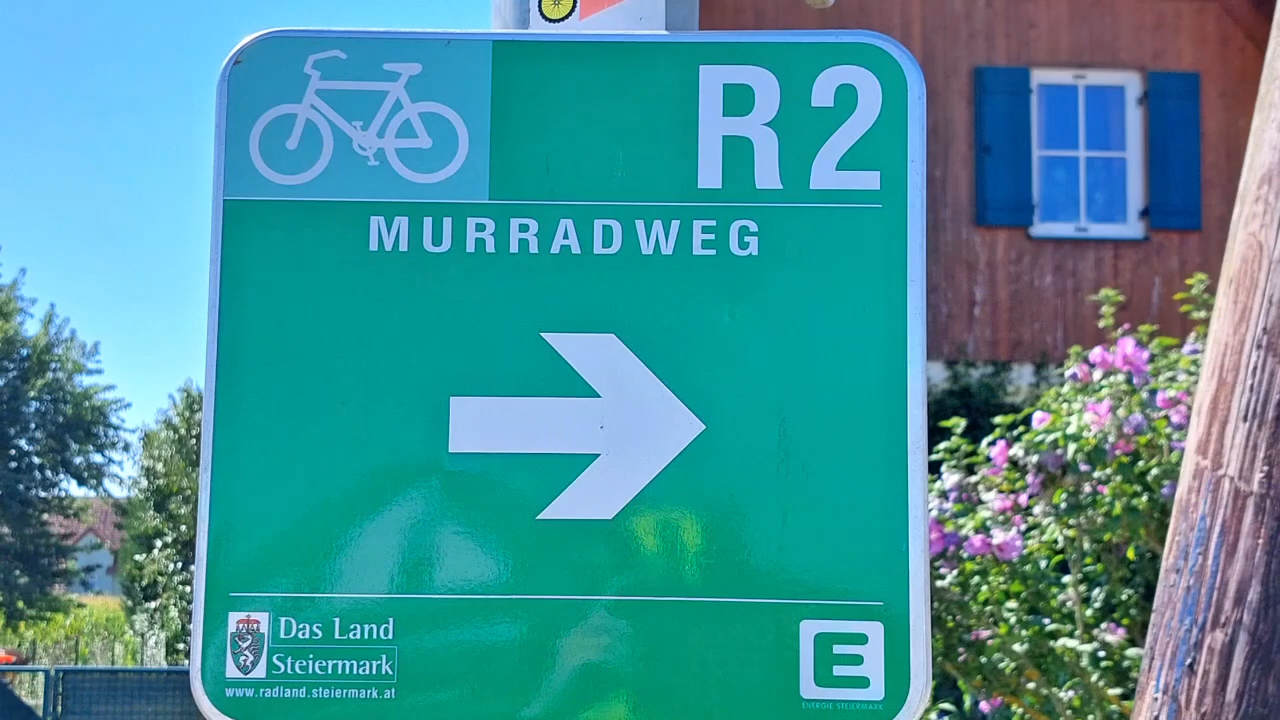 R2
MURRADWEG
Das Land
Steiermark
www.radland.steiermark.at
E
ENERGIE STEIERMARK